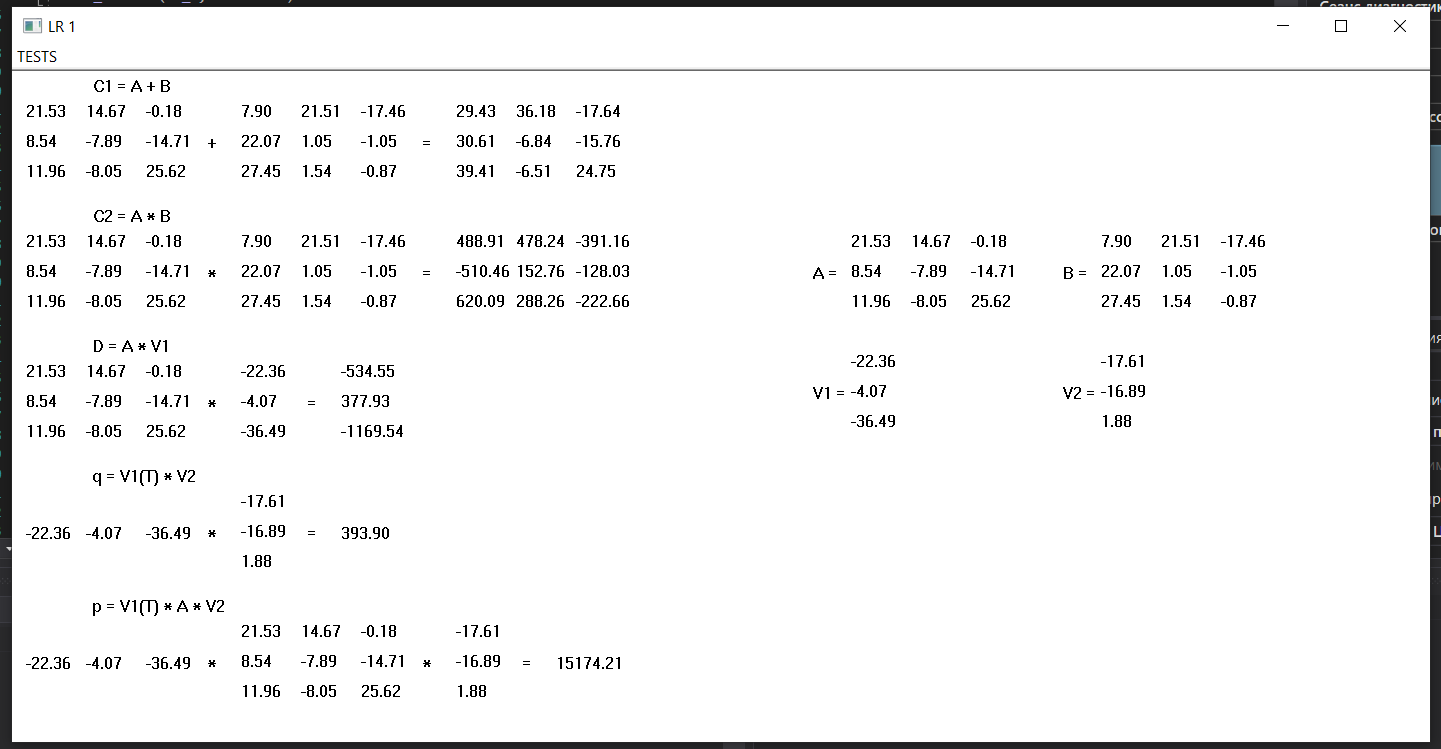 LR 1
TESTS
C1 = A + B
21.53 14.67 -0.18 7.90 21.51 -17.46 29.43 36.18 -17.64
8.54 -7.89 -14.71 + 22.07 1.05 -1.05 = 30.61 -6.84 -15.76
11.96 -8.05 25.62 27.45 1.54 -0.87 39.41 -6.51 24.75
C2 = A * B
21.53 14.67 -0.18 7.90 21.51 -17.46 488.91 478.24 -391.16
8.54 -7.89 -14.71 * 22.07 1.05 -1.05 = -510.46 152.76 -128.03
11.96 -8.05 25.62 27.45 1.54 -0.87 620.09 288.26 -222.66
D = A * V1
21.53 14.67 -0.18 -22.36 -534.55
8.54 -7.89 -14.71 * -4.07 = 377.93
11.96 -8.05 25.62 -36.49 -1169.54
q = V1(T) * V2
-17.61
-22.36 -4.07 -36.49 * -16.89 = 393.90
1.88
p = V1(T) * A * V2
21.53 14.67 -0.18 -17.61
-22.36 -4.07 -36.49 * 8.54 -7.89 -14.71 * -16.89 = 15174.21
11.96 -8.05 25.62 1.88
21.53 14.67 -0.18 7.90 21.51 -17.46
A = 8.54 -7.89 -14.71 B = 22.07 1.05 -1.05
11.96 -8.05 25.62 27.45 1.54 -0.87
-22.36 -17.61
V1 = -4.07 V2 = -16.89
-36.49 1.88